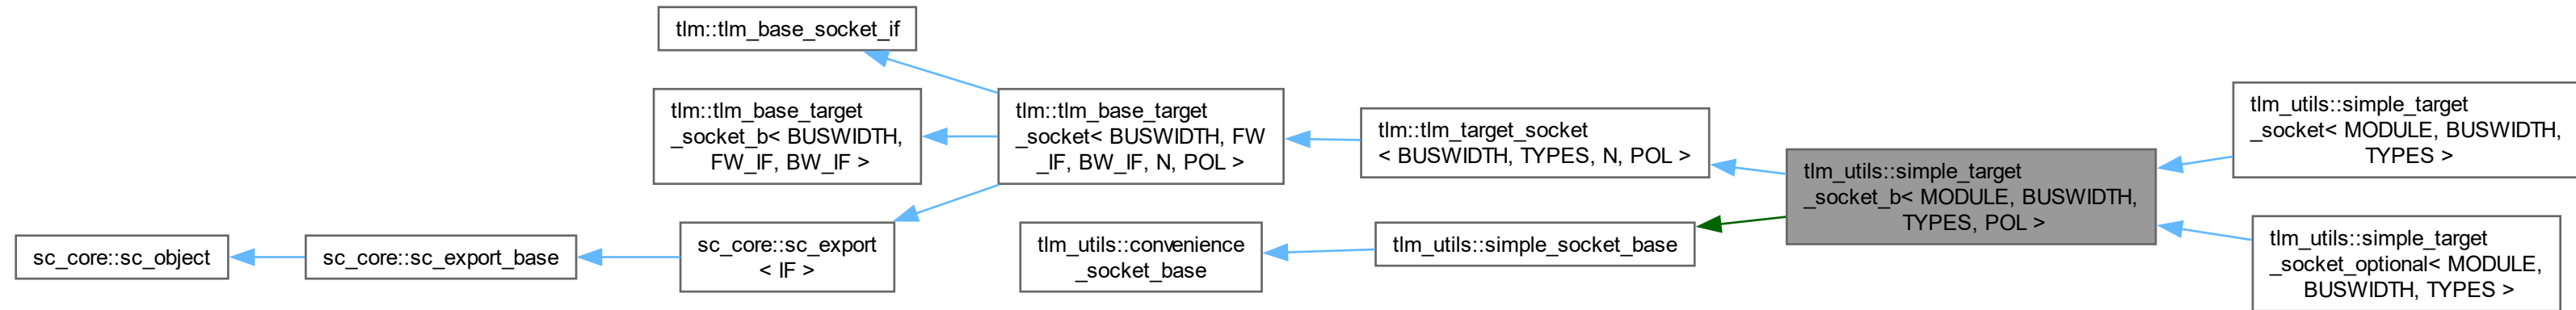 tlm::tlm_base_socket_if
tlm::tlm_base_target
_socket_b< BUSWIDTH,
FW_IF, BW_IF >
sc_core::sc_object
sc_core::sc_export_base
sc_core::sc_export
< IF >
tlm::tlm_base_target
_socket< BUSWIDTH, FW
_IF, BW_IF, N, POL >
tlm_utils::convenience
_socket_base
tlm::tlm_target_socket
< BUSWIDTH, TYPES, N, POL >
tlm_utils::simple_socket_base
tlm_utils::simple_target
_socket_b< MODULE, BUSWIDTH,
TYPES, POL >
tlm_utils::simple_target
_socket< MODULE, BUSWIDTH,
TYPES >
tlm_utils::simple_target
_socket_optional< MODULE,
BUSWIDTH, TYPES >